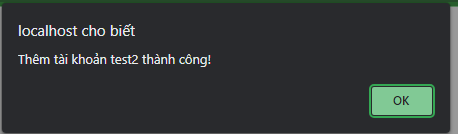 localhost cho biết
Thêm tài khoản test2 thành công!
OK